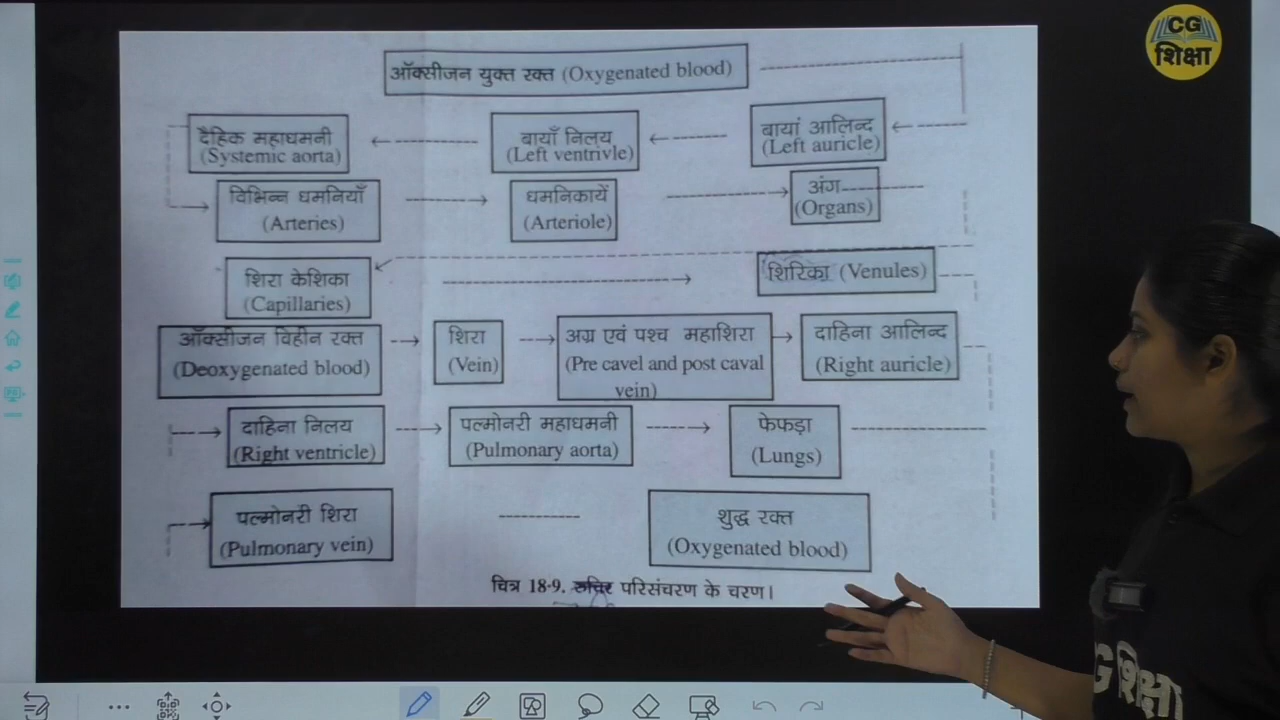 CG
शिक्षा
ऑक्सीजन युक्त रक्त (Oxygenated blood)
दैहिक महाधमनी
(Systemic aorta)
बायाँ निलय
(Left ventrivle)
बायां आलिन्द
(Left auricle)
विभिन्न धमनियाँ
(Arteries)
धमनिकायें
(Arteriole)
अंग
(Organs)
शिरा केशिका
(Capillaries)
शिरिका (Venules)
ऑक्सीजन विहीन रक्त
(Deoxygenated blood)
शिरा
(Vein)
अग्र एवं पश्च महाशिरा
(Pre cavel and post caval
vein)
दाहिना आलिन्द
(Right auricle)
दाहिना निलय
(Right ventricle)
पल्मोनरी महाधमनी
(Pulmonary aorta)
फेफड़ा
(Lungs)
पल्मोनरी शिरा
(Pulmonary vein)
शुद्ध रक्त
(Oxygenated blood)
चित्र 18·9. रुधिर परिसंचरण के चरण।
G शिक्षा